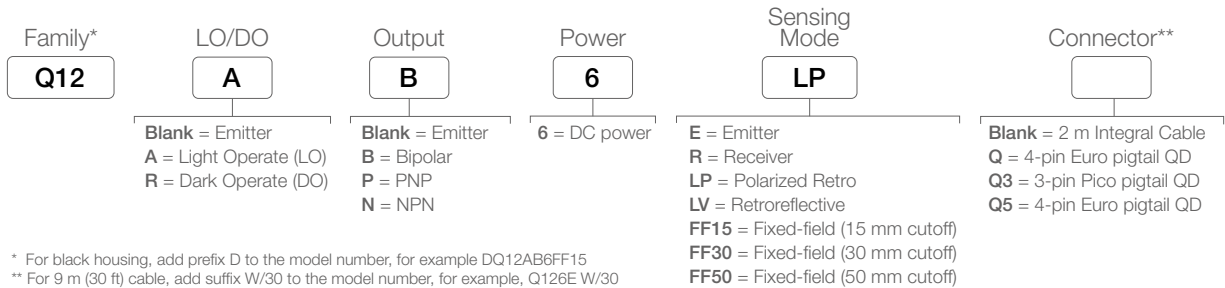 Family*
LO/DO
Output
Power
Sensing
Mode
Connector**
Q12
A
B
6
LP
Blank = Emitter
A = Light Operate (LO)
R = Dark Operate (DO)
Blank = Emitter
B = Bipolar
P = PNP
N = NPN
6 = DC power
E = Emitter
R = Receiver
LP = Polarized Retro
LV = Retroreflective
FF15 = Fixed-field (15 mm cutoff)
FF30 = Fixed-field (30 mm cutoff)
FF50 = Fixed-field (50 mm cutoff)
Blank = 2 m Integral Cable
Q = 4-pin Euro pigtail QD
Q3 = 3-pin Pico pigtail QD
Q5 = 4-pin Euro pigtail QD
* For black housing, add prefix D to the model number, for example DQ12AB6FF15
** For 9 m (30 ft) cable, add suffix W/30 to the model number, for example, Q126E W/30